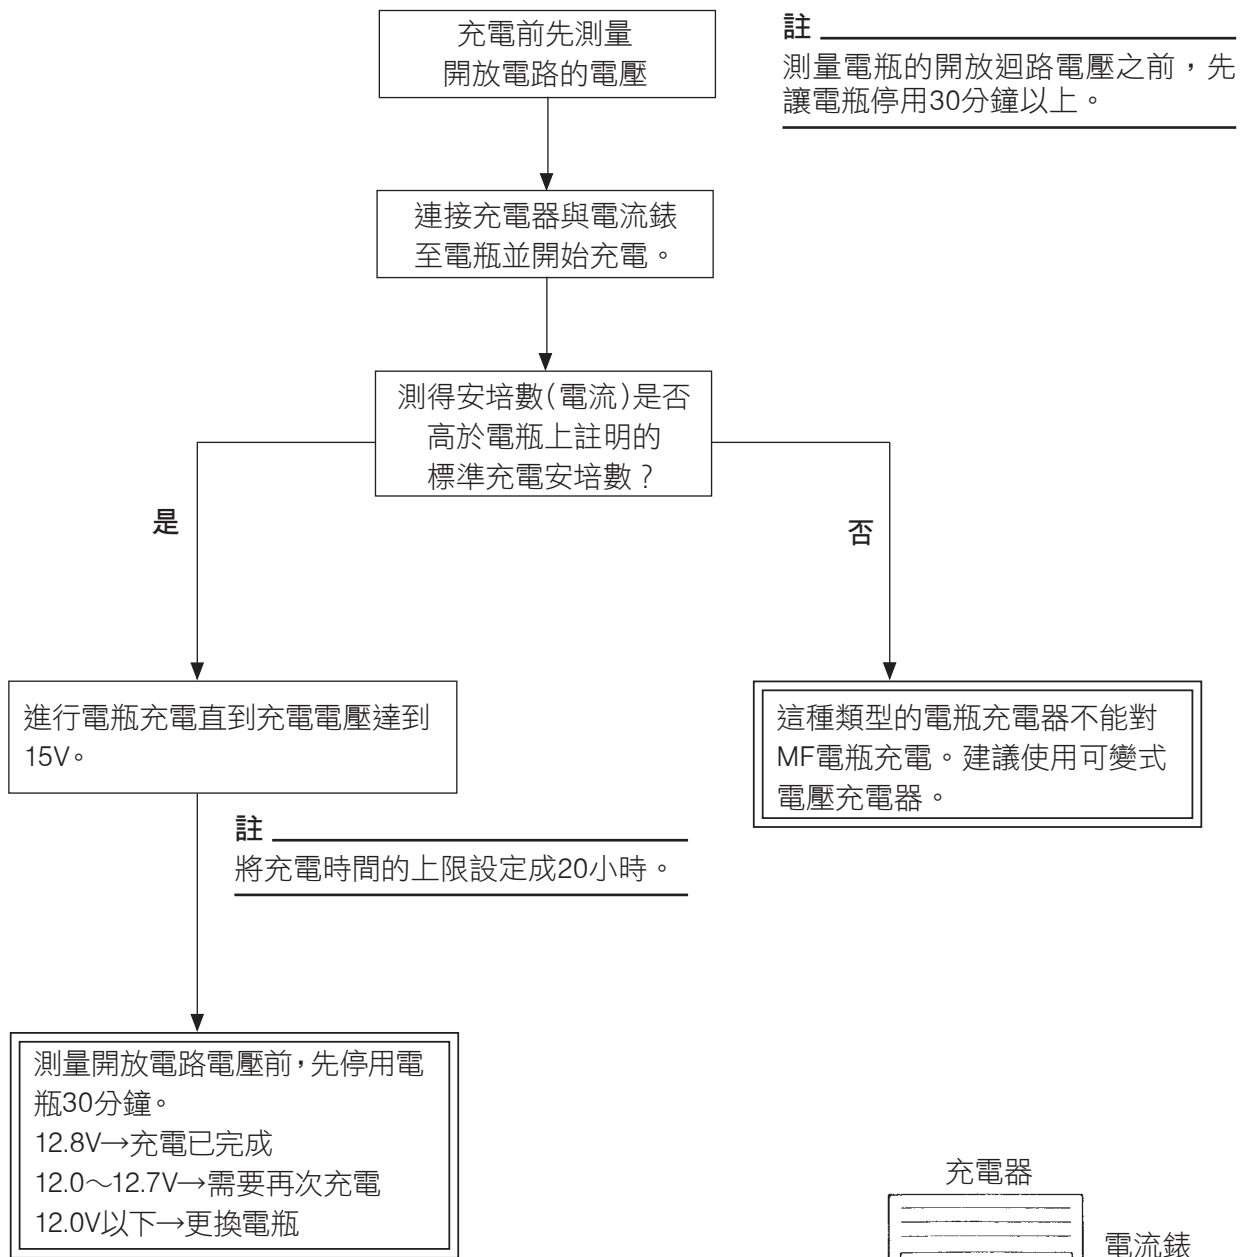 充電前先測量
開放電路的電壓
註
測量電瓶的開放迴路電壓之前,先
讓電瓶停用30分鐘以上。
連接充電器與電流錶
至電瓶並開始充電。
測得安培數(電流)是否
高於電瓶上註明的
標準充電安培數?
是
否
進行電瓶充電直到充電電壓達到
15V。
這種類型的電瓶充電器不能對
MF電瓶充電。建議使用可變式
電壓充電器。
註
將充電時間的上限設定成20小時。
測量開放電路電壓前,先停用電
瓶30分鐘。
12.8V→充電已完成
12.0~12.7V→需要再次充電
12.0V以下→更換電瓶
充電器
電流錶